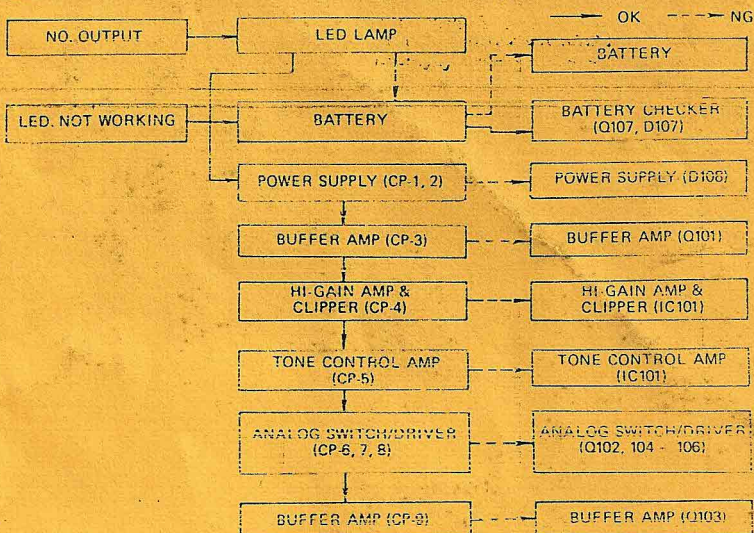 OK NG
NO. OUTPUT
LED LAMP
BATTERY
LED. NOT WORKING
BATTERY
BATTERY CHECKER
(Q107, D107)
POWER SUPPLY (CP-1, 2)
POWER SUPPLY (D108)
BUFFER AMP (CP-3)
BUFFER AMP (Q101)
HI-GAIN AMP &
CLIPPER (CP-4)
HI-GAIN AMP &
CLIPPER (IC101)
TONE CONTROL AMP
(CP-5)
TONE CONTROL AMP
(IC101)
ANALOG SWITCH/DRIVER
(CP-6, 7, 8)
ANALOG SWITCH/DRIVER
(Q102, 104 - 106)
BUFFER AMP (CP-9)
BUFFER AMP (Q103)